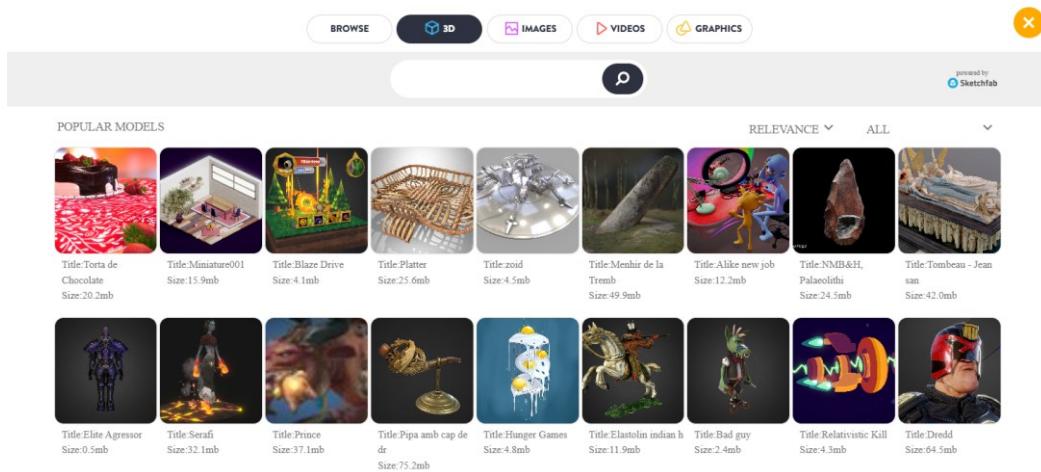 BROWSE
3D
IMAGES
VIDEOS
GRAPHICS
powered by
Sketchfab
POPULAR MODELS
RELEVANCE
ALL
Title:Torta de
Chocolate
Size:20.2mb
Title:Miniature001
Size:15.9mb
Title:Blaze Drive
Size:4.1mb
Title:Platter
Size:25.6mb
Title:zoid
Size:4.5mb
Title:Menhir de la
Tremb
Size:49.9mb
Title:Alike new job
Size:12.2mb
Title:NMB&H,
Palaeolithi
Size:24.5mb
Title:Tombeau - Jean
san
Size:42.0mb
Title:Elite Agressor
Size:0.5mb
Title:Serafi
Size:32.1mb
Title:Prince
Size:37.1mb
Title:Pipa amb cap de
dr
Size:75.2mb
Title:Hunger Games
Size:4.8mb
Title:Elastolin indian h
Size:11.9mb
Title:Bad guy
Size:2.4mb
Title:Relativistic Kill
Size:4.3mb
Title:Dredd
Size:64.5mb